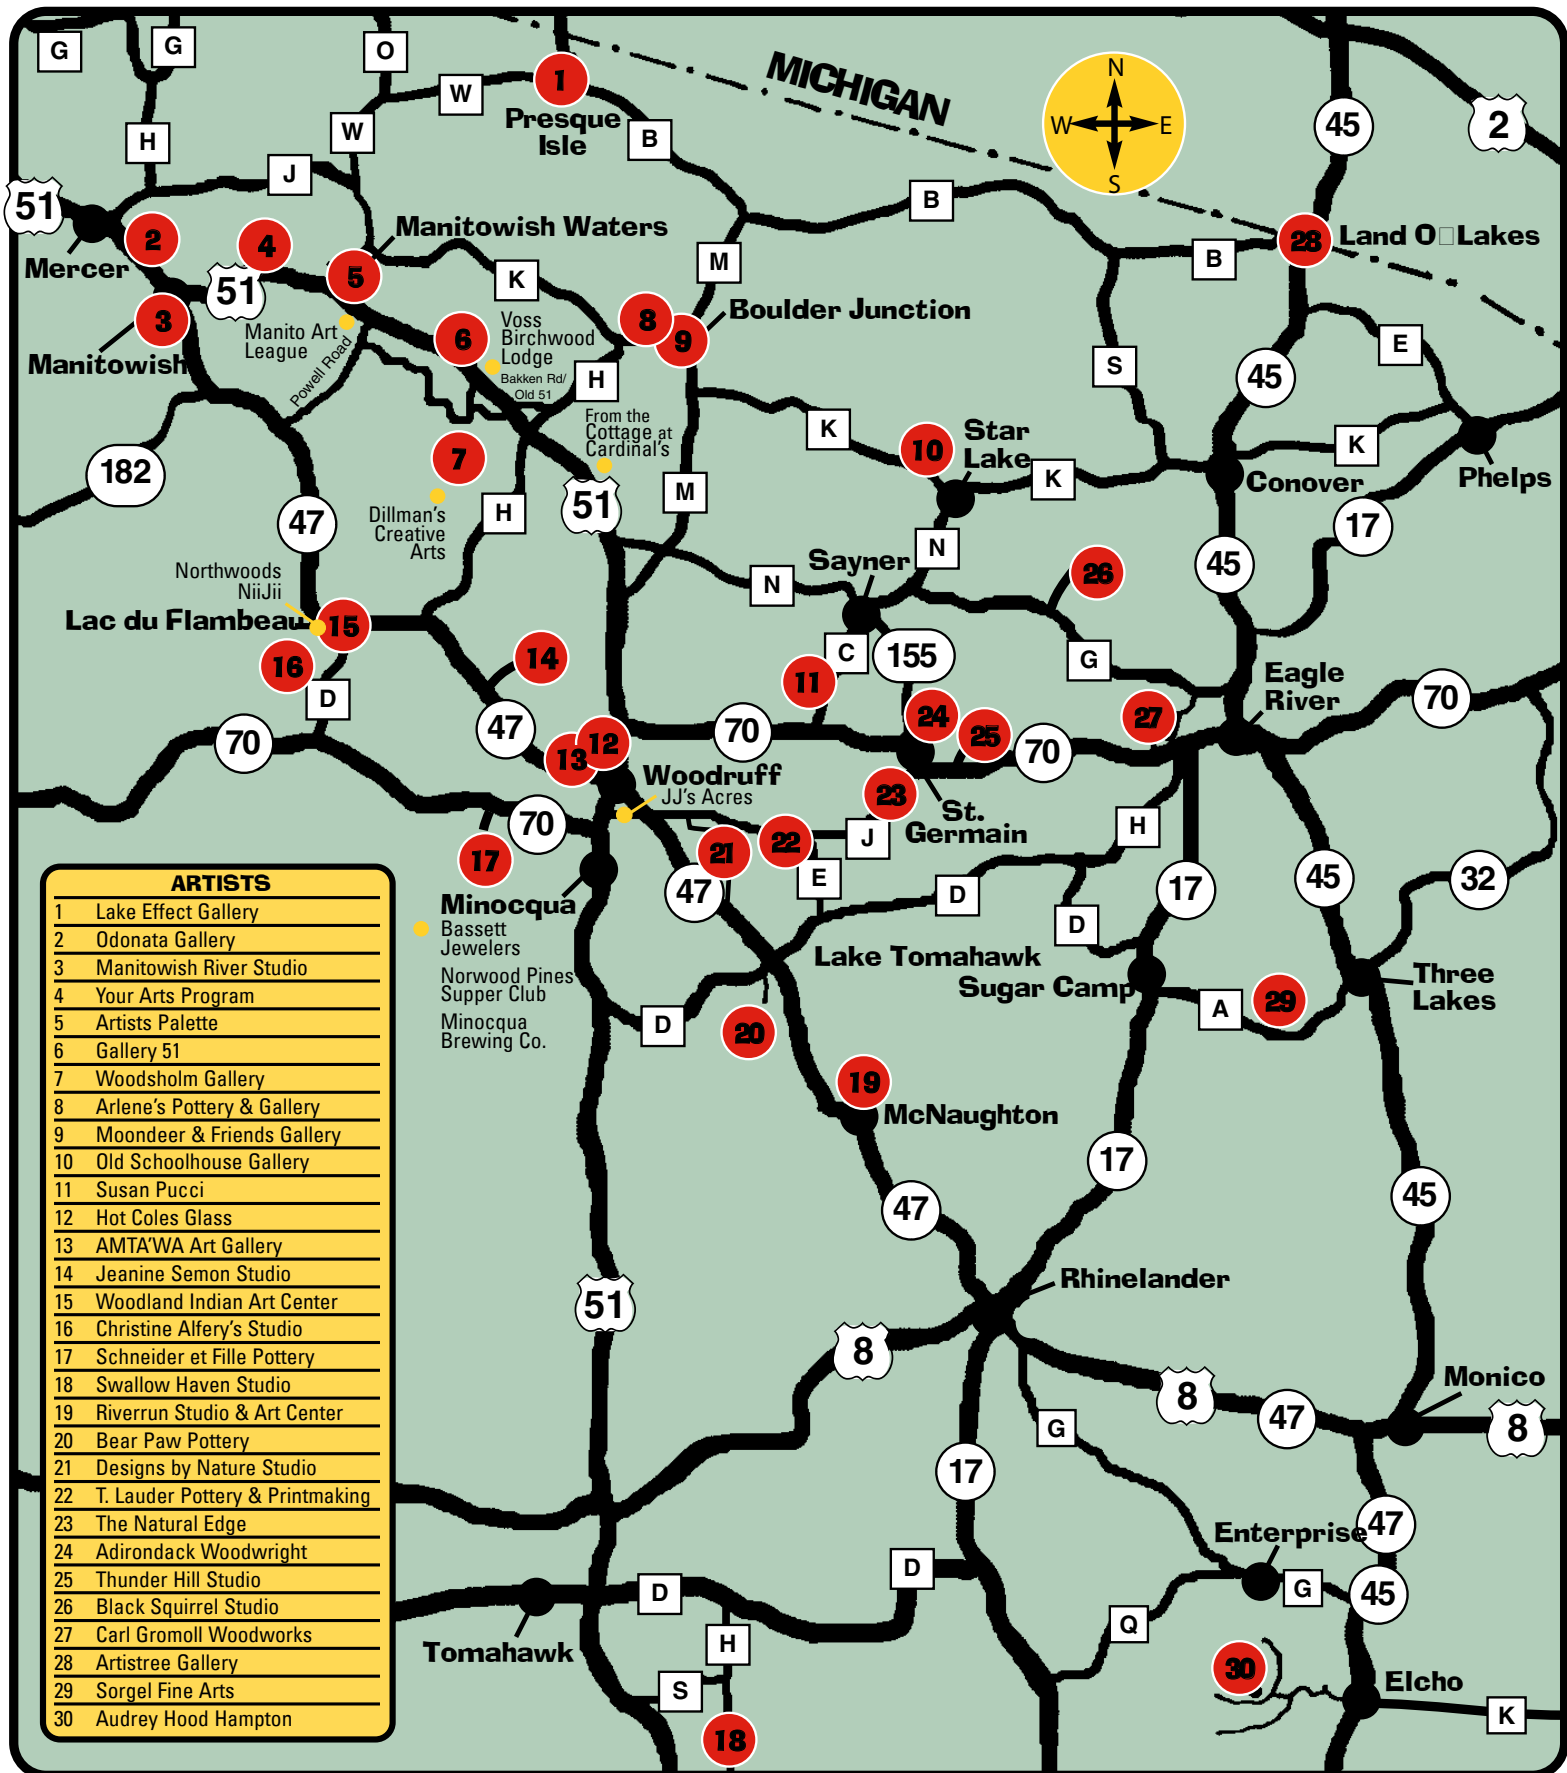 G
G
O
W
1
Presque
Isle
MICHIGAN
N
W
E
S
45
2
H
W
B
J
51
Mercer
2
4
51
5
Manitowish Waters
K
M
B
B
28
Land O□Lakes
3
Manitowish
Manito Art
League
Powell Road
6
Voss
Birchwood
Lodge
Bakken Rd/
Old 51
H
8
9
Boulder Junction
S
45
E
182
47
7
From the
Cottage at
Cardinal's
K
10
Star
Lake
K
K
Conover
Phelps
Dillman's
Creative
Arts
H
51
M
N
17
Northwoods
NiiJii
Lac du Flambeau
15
16
D
Sayner
N
26
45
14
C
155
11
G
Eagle
River
70
47
13
12
70
24
25
70
27
70
Woodruff
JJ's Acres
23
St.
Germain
17
70
21
22
J
E
H
47
D
D
17
45
32
Minocqua
Bassett
Jewelers
Norwood Pines
Supper Club
Minocqua
Brewing Co.
Lake Tomahawk
Sugar Camp
Three
Lakes
A
29
D
20
19
McNaughton
17
47
45
51
Rhinelander
8
8
47
Monico
8
G
17
Enterprise
47
G
45
D
D
Tomahawk
H
Q
S
30
Elcho
K
18
ARTISTS
1 Lake Effect Gallery
2 Odonata Gallery
3 Manitowish River Studio
4 Your Arts Program
5 Artists Palette
6 Gallery 51
7 Woodsholm Gallery
8 Arlene's Pottery & Gallery
9 Moondeer & Friends Gallery
10 Old Schoolhouse Gallery
11 Susan Pucci
12 Hot Coles Glass
13 AMTA'WA Art Gallery
14 Jeanine Semon Studio
15 Woodland Indian Art Center
16 Christine Alfery's Studio
17 Schneider et Fille Pottery
18 Swallow Haven Studio
19 Riverrun Studio & Art Center
20 Bear Paw Pottery
21 Designs by Nature Studio
22 T. Lauder Pottery & Printmaking
23 The Natural Edge
24 Adirondack Woodwright
25 Thunder Hill Studio
26 Black Squirrel Studio
27 Carl Gromoll Woodworks
28 Artistree Gallery
29 Sorgel Fine Arts
30 Audrey Hood Hampton